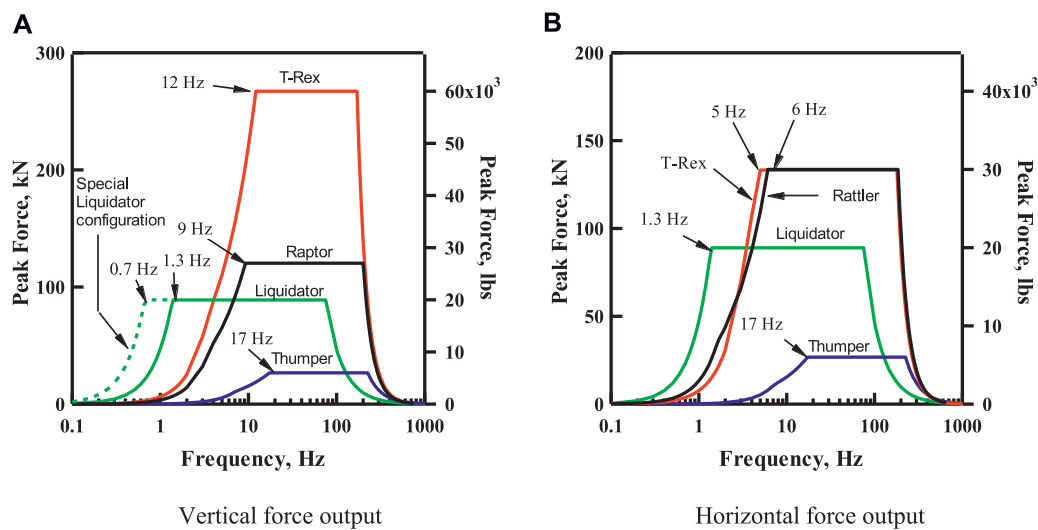 A
300
200
100
0
Peak Force, kN
0.1
1
10
100
1000
Frequency, Hz
60x10³
50
40
30
20
10
0
Peak Force, lbs
T-Rex
12 Hz
Special
Liquidator
configuration
9 Hz
Raptor
0.7 Hz
1.3 Hz
Liquidator
17 Hz
Thumper
Vertical force output
B
200
150
100
50
0
Peak Force, kN
0.1
1
10
100
1000
Frequency, Hz
40x10³
30
20
10
0
Peak Force, lbs
5 Hz
6 Hz
T-Rex
Rattler
1.3 Hz
Liquidator
17 Hz
Thumper
Horizontal force output